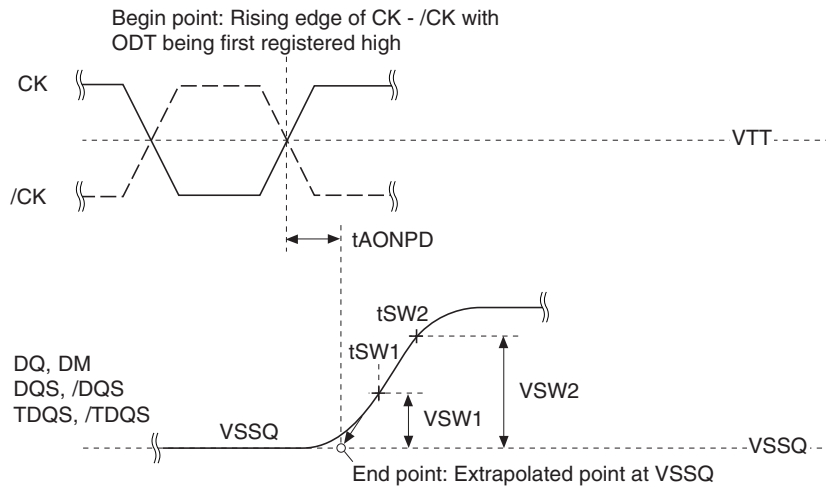 Begin point: Rising edge of CK - /CK with
ODT being first registered high
CK
VTT
/CK
tAONPD
tSW2
tSW1
DQ, DM
DQS, /DQS
TDQS, /TDQS
VSW2
VSW1
VSSQ
VSSQ
End point: Extrapolated point at VSSQ